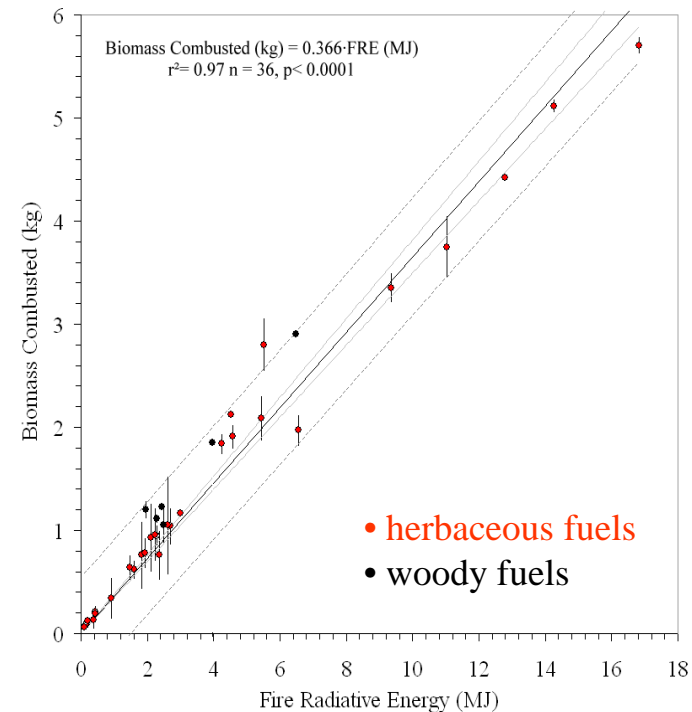 Biomass Combusted (kg) = 0.366·FRE (MJ)
r²= 0.97 n = 36, p< 0.0001
6
5
4
3
2
1
0
Biomass Combusted (kg)
• herbaceous fuels
• woody fuels
0 2 4 6 8 10 12 14 16 18
Fire Radiative Energy (MJ)